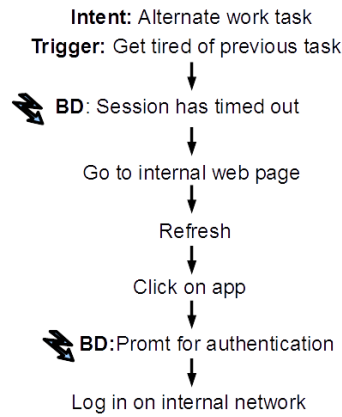 Intent: Alternate work task
Trigger: Get tired of previous task
BD: Session has timed out
Go to internal web page
Refresh
Click on app
BD:Promt for authentication
Log in on internal network